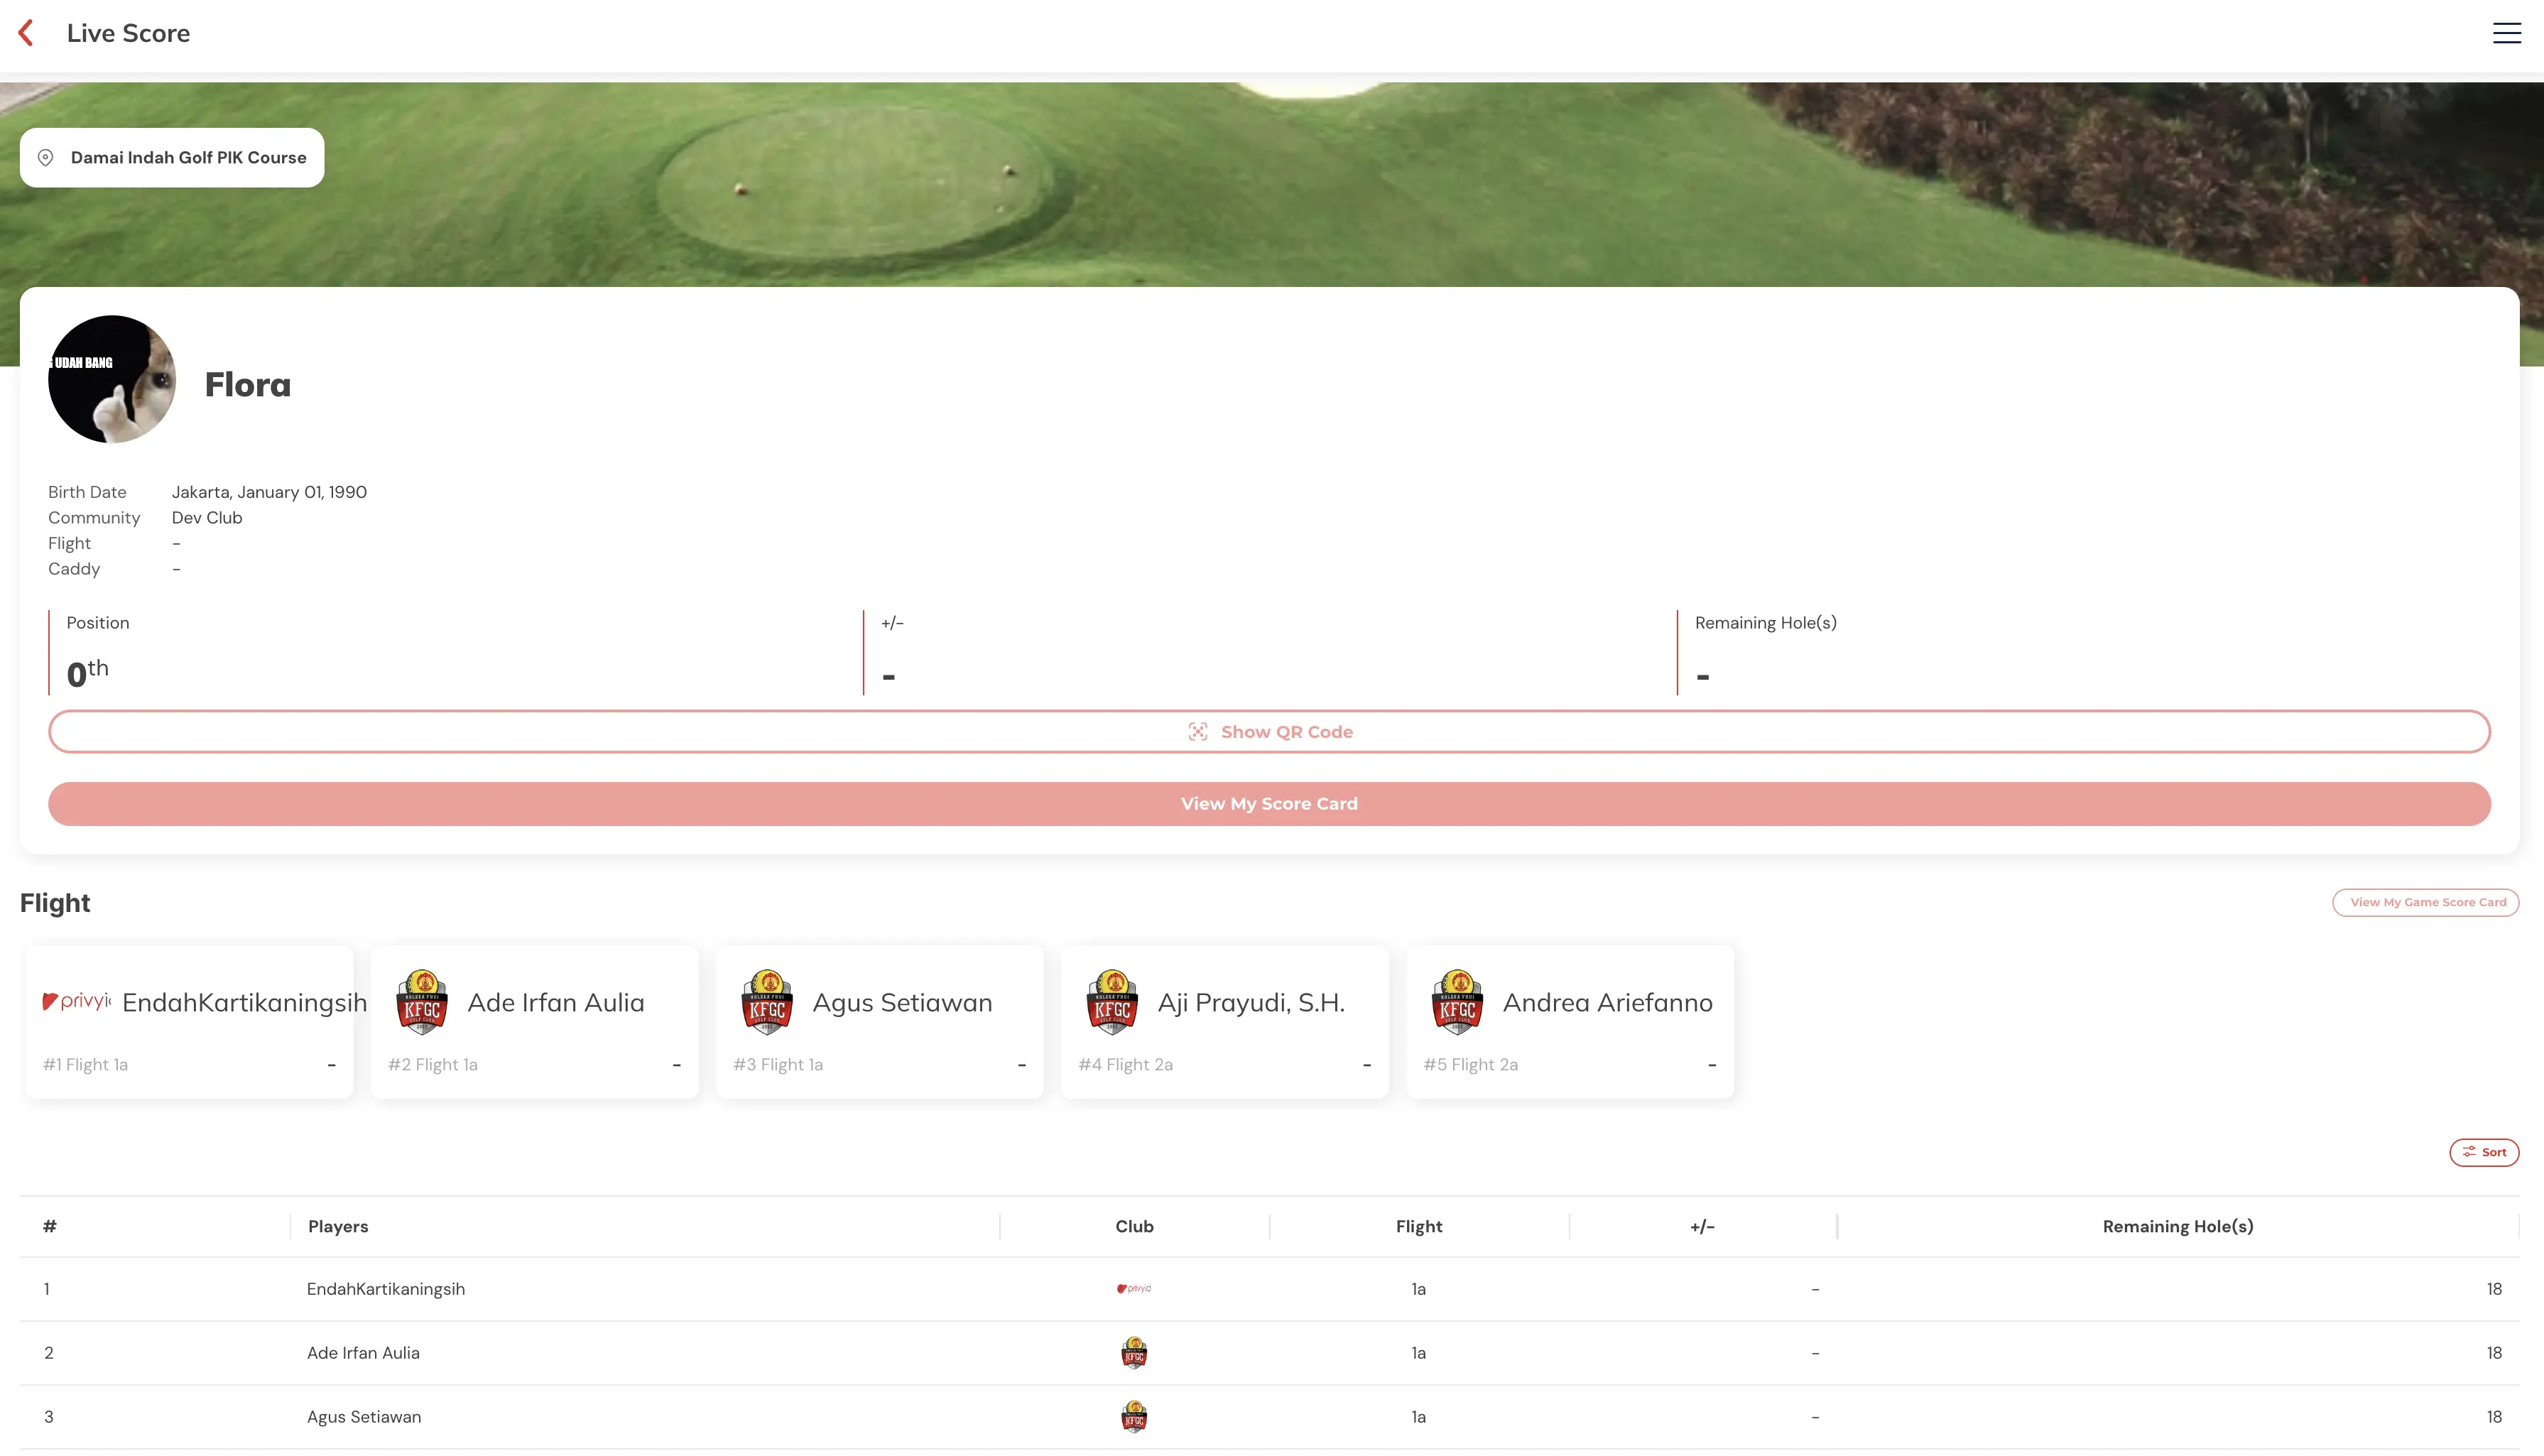 Live Score
Damai Indah Golf PIK Course
UDAH BANG
Flora
Birth Date Jakarta, January 01, 1990
Community Dev Club
Flight -
Caddy -
Position +/- Remaining Hole(s)
0th - -
Show QR Code
View My Score Card
Flight View My Game Score Card
privyid EndahKartikaningsih KFGC Ade Irfan Aulia KFGC Agus Setiawan KFGC Aji Prayudi, S.H. KFGC Andrea Ariefanno
#1 Flight 1a - #2 Flight 1a - #3 Flight 1a - #4 Flight 2a - #5 Flight 2a -
Sort
# Players Club Flight +/- Remaining Hole(s)
1 EndahKartikaningsih privyid 1a - 18
2 Ade Irfan Aulia KFGC 1a - 18
3 Agus Setiawan KFGC 1a - 18